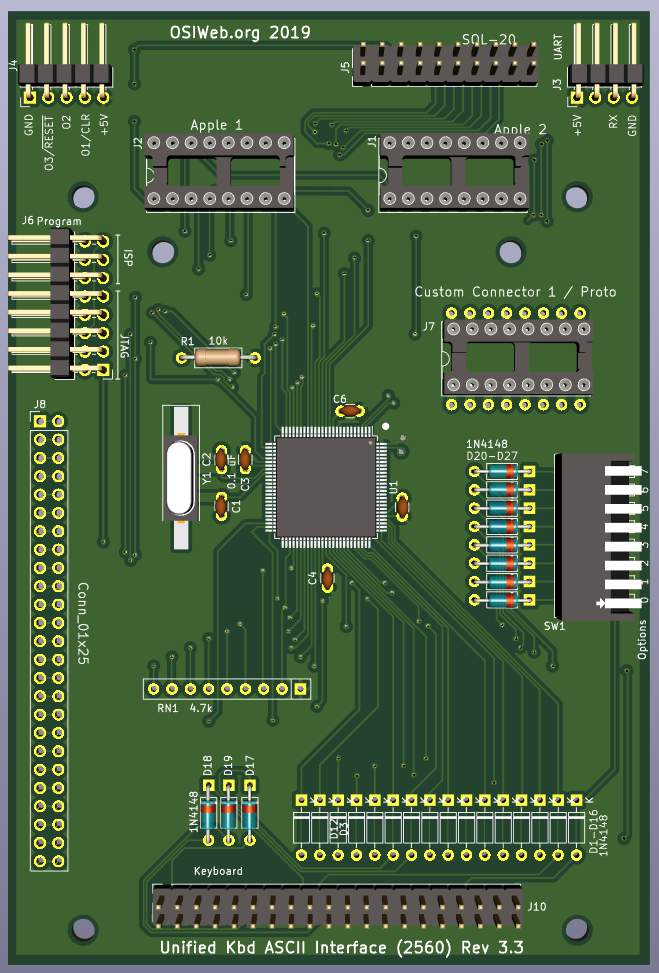 OSIWeb.org 2019
SOL-20
UART
J4
J5
J3
GND
O3/RESET
O2
O1/CLR
+5V
+5V
RX
GND
Apple 1
Apple 2
J2
J1
J6 Program
ISP
JTAG
Custom Connector 1 / Proto
J7
R1 10k
J8
C6
Y1
C2
0.1 uF
C3
C1
U1
C4
1N4148
D20-D27
7
6
5
4
3
2
1
0
SW1
Options
Conn_01x25
RN1 4.7k
D18
D19
D17
1N4148
K
D12
D3
D1-D16
1N4148
Keyboard
J10
Unified Kbd ASCII Interface (2560) Rev 3.3